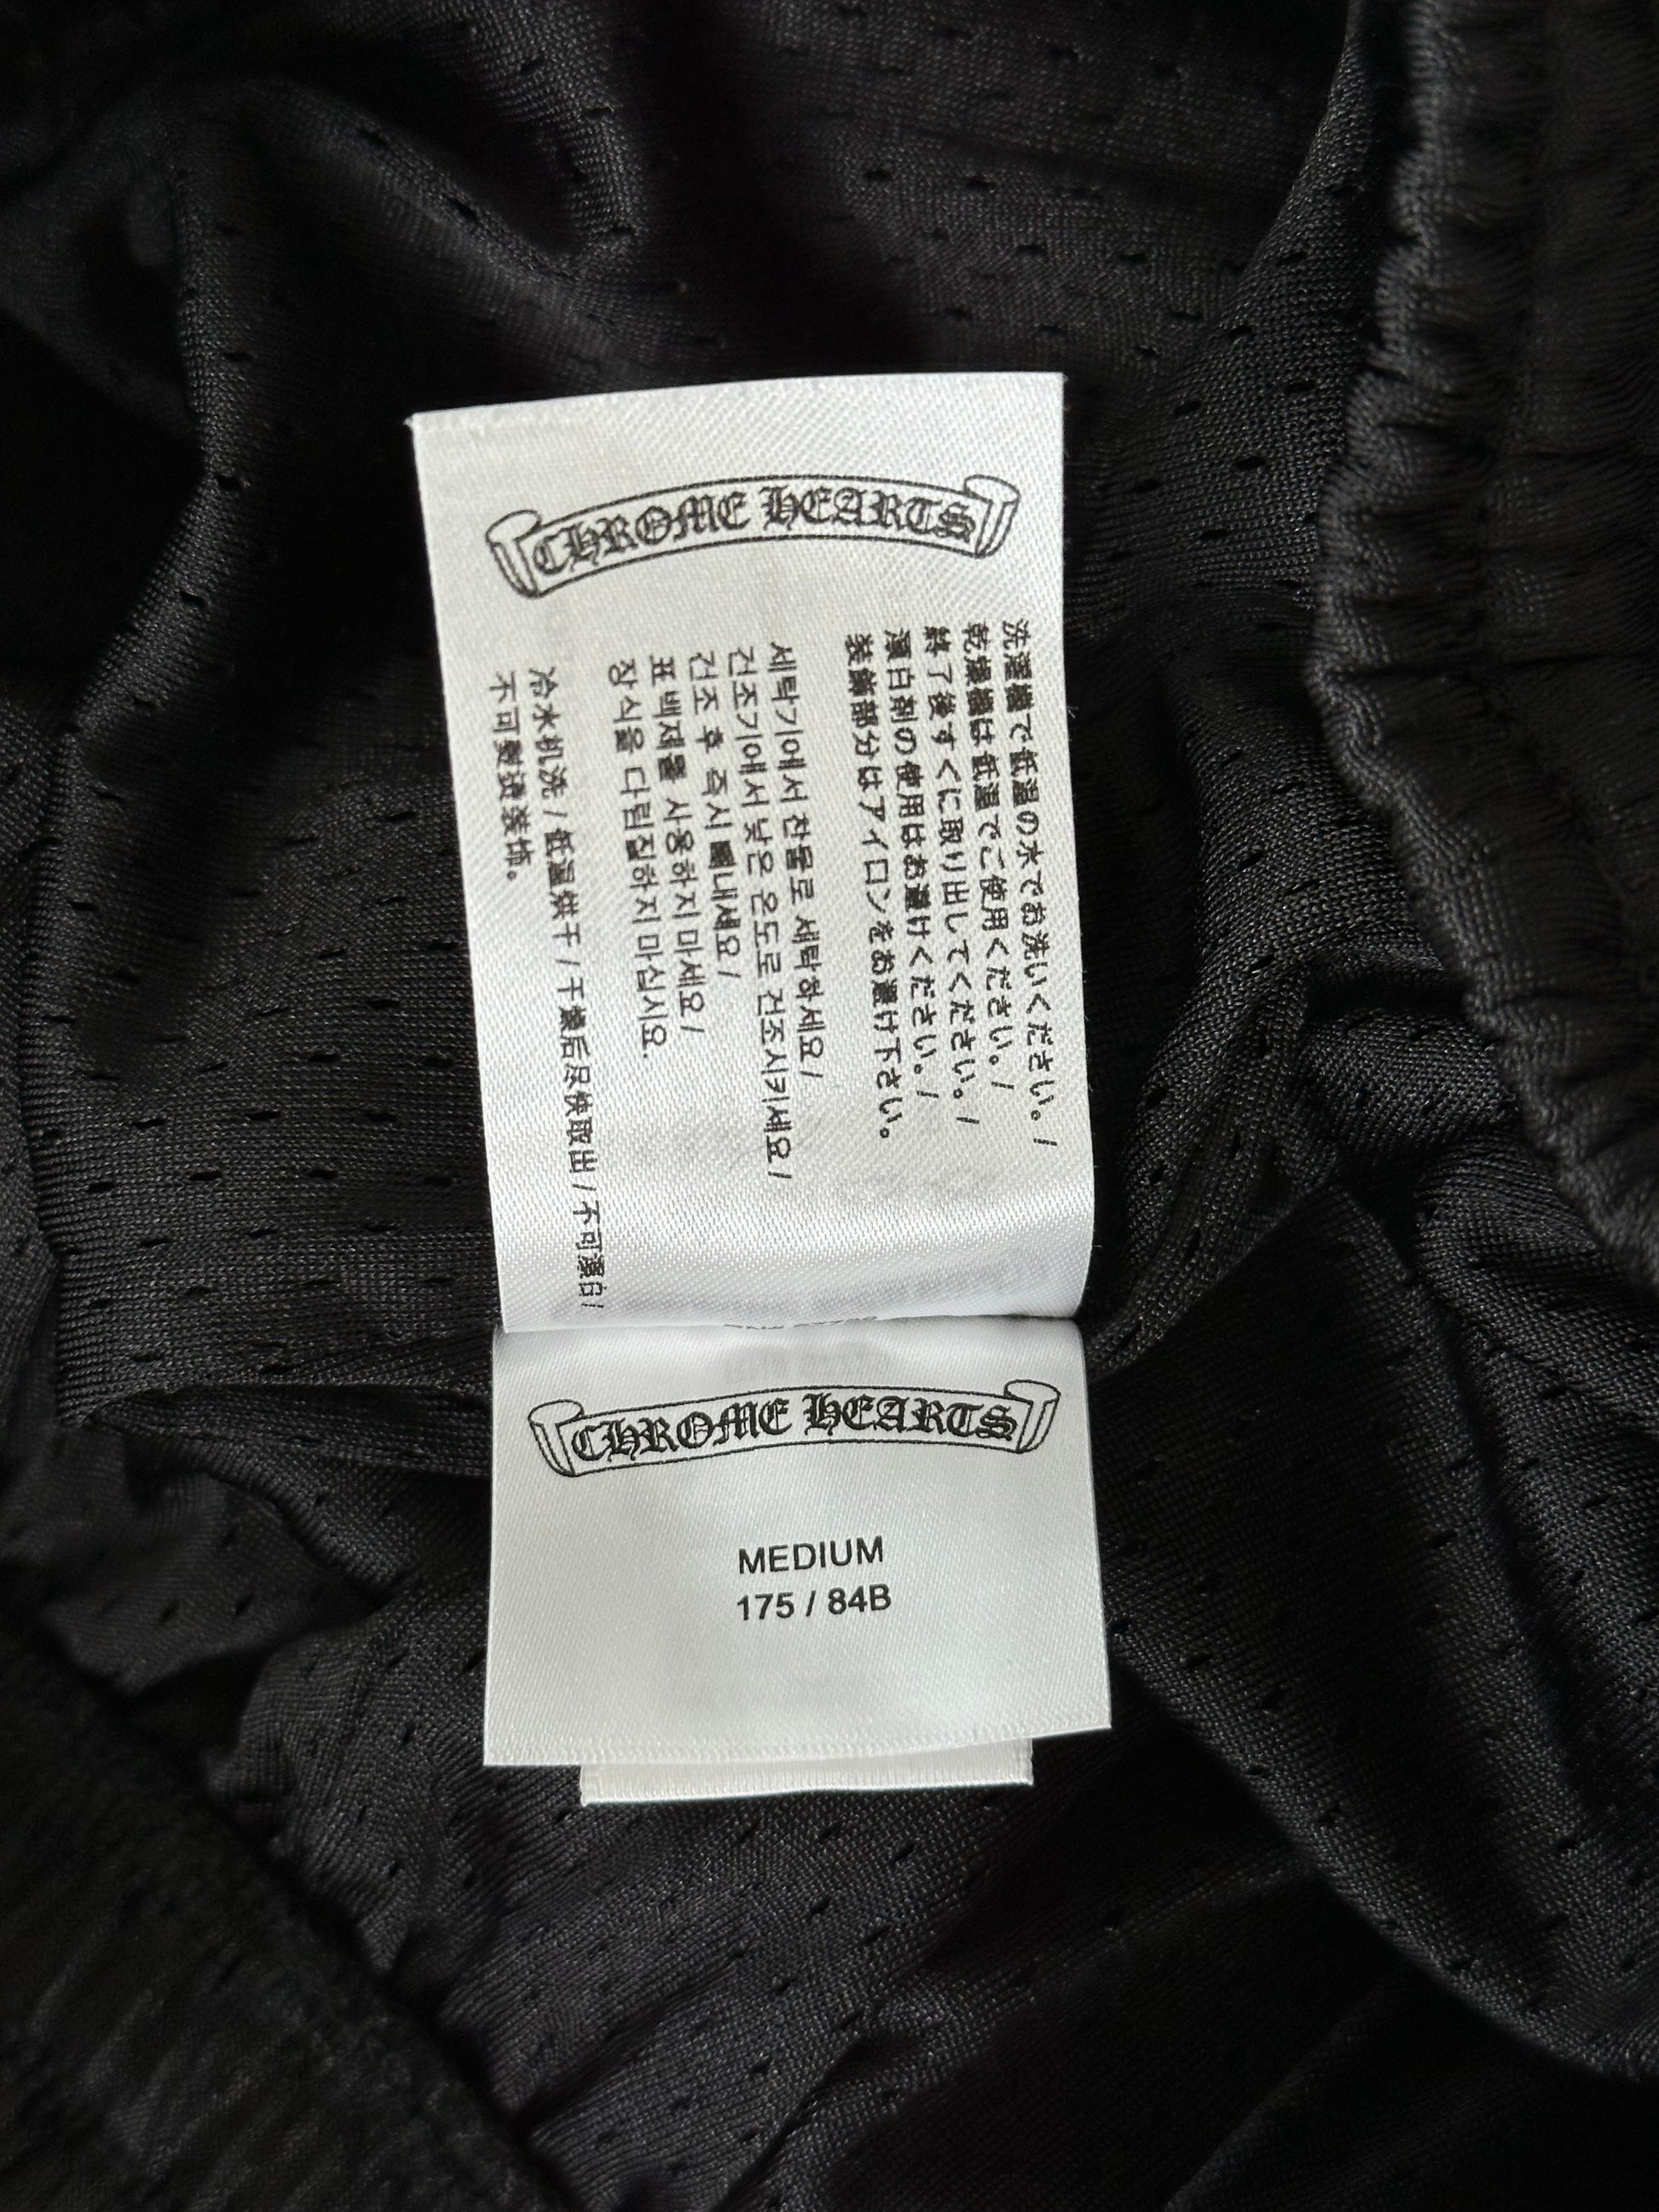 CHROME HEARTS
洗濯機で低温の水でお洗いください。/
乾燥機は低温でご使用ください。/
終了後すぐに取り出してください。/
漂白剤の使用はお避けください。/
装飾部分はアイロンをお避け下さい。
세탁기에서 찬물로 세탁하세요 /
건조기에서 낮은 온도로 건조시키세요 /
건조 후 즉시 꺼내세요 /
표백제를 사용하지 마세요 /
장식을 다림질하지 마십시요.
冷水机洗 / 低温烘干 / 干燥后尽快取出 / 不可漂白 /
不可熨烫装饰。
CHROME HEARTS
MEDIUM
175 / 84B